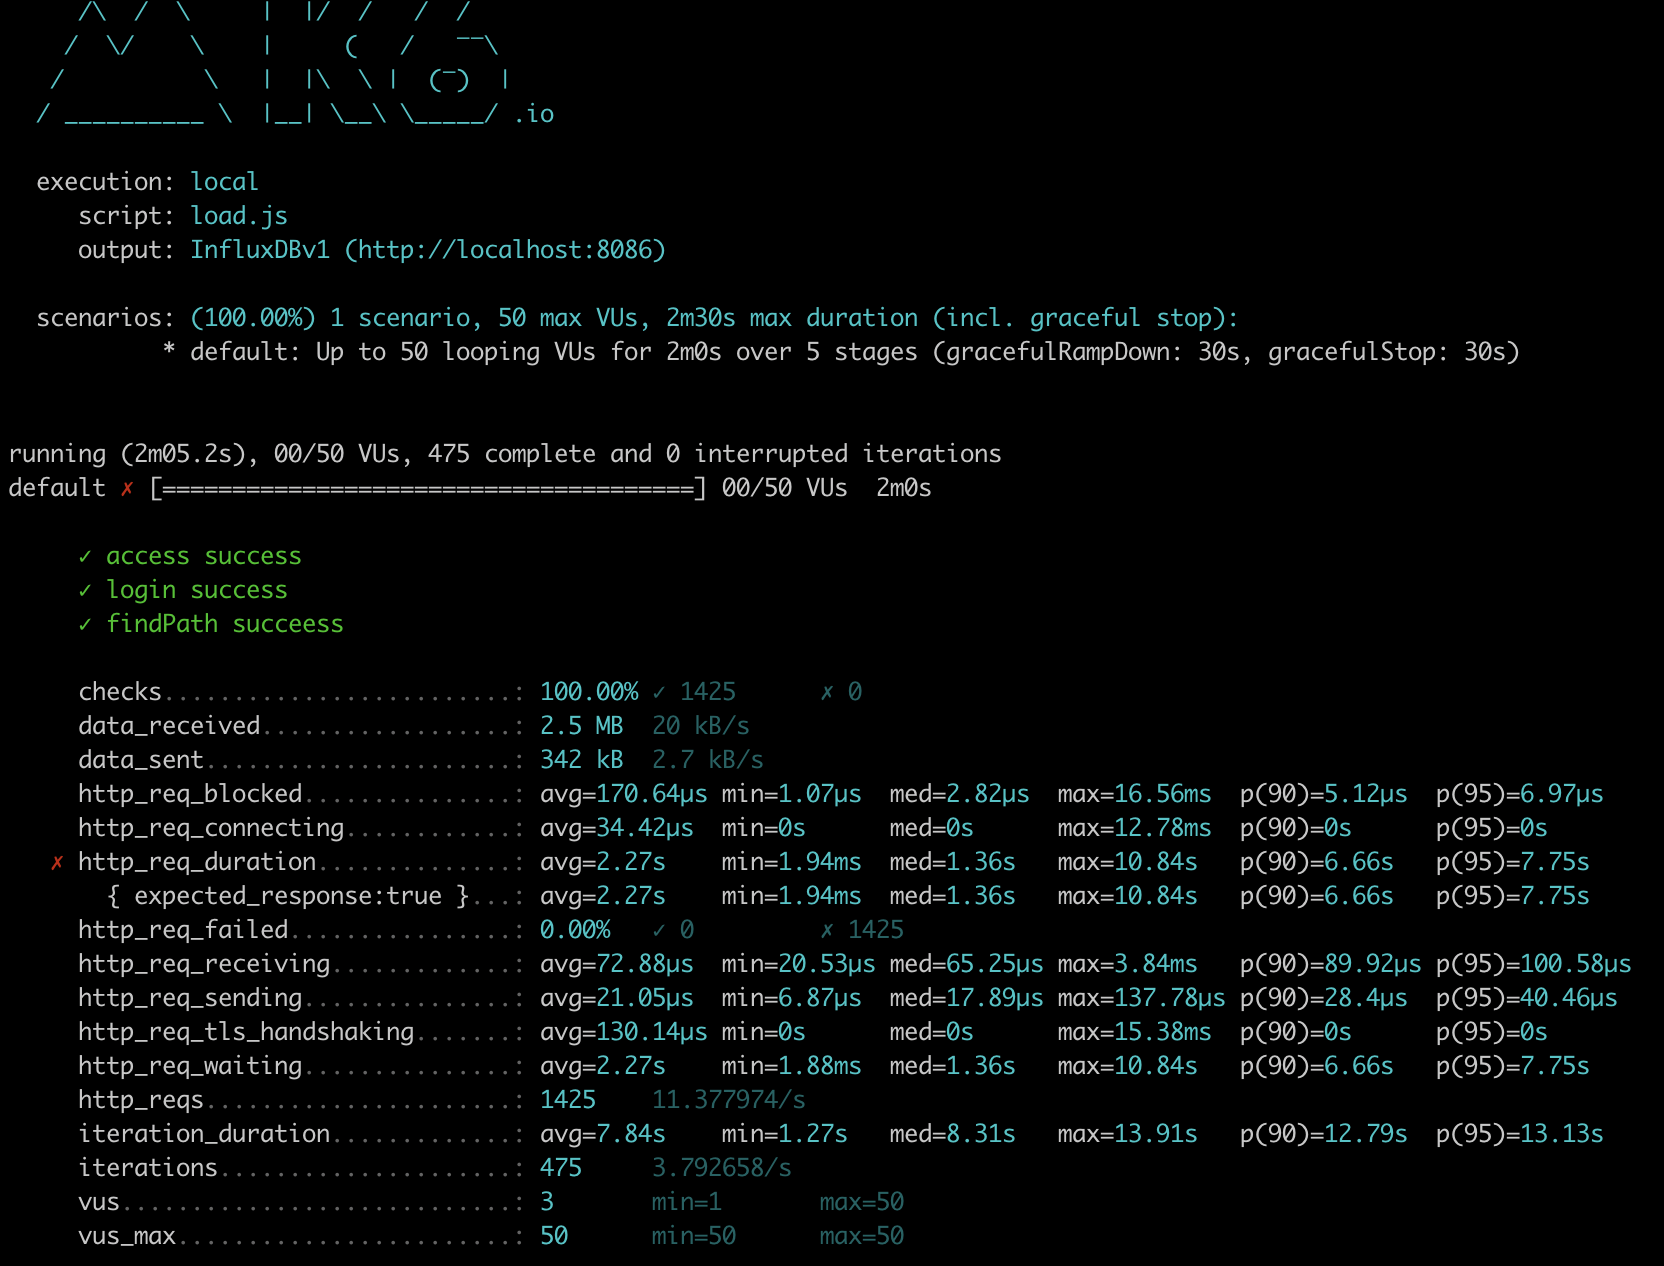 /\  /  \     |  |/  /   /  /
    /  \/    \    |     (   /   ‾‾\
   /          \   |  |\  \ |  (‾)  |
  / __________ \  |__| \__\ \_____/ .io

  execution: local
     script: load.js
     output: InfluxDBv1 (http://localhost:8086)

  scenarios: (100.00%) 1 scenario, 50 max VUs, 2m30s max duration (incl. graceful stop):
           * default: Up to 50 looping VUs for 2m0s over 5 stages (gracefulRampDown: 30s, gracefulStop: 30s)

running (2m05.2s), 00/50 VUs, 475 complete and 0 interrupted iterations
default ✗ [======================================] 00/50 VUs  2m0s

     ✓ access success
     ✓ login success
     ✓ findPath succeess

     checks.........................: 100.00% ✓ 1425      ✗ 0
     data_received..................: 2.5 MB  20 kB/s
     data_sent......................: 342 kB  2.7 kB/s
     http_req_blocked...............: avg=170.64µs min=1.07µs  med=2.82µs  max=16.56ms  p(90)=5.12µs  p(95)=6.97µs
     http_req_connecting............: avg=34.42µs  min=0s      med=0s      max=12.78ms  p(90)=0s      p(95)=0s
   ✗ http_req_duration..............: avg=2.27s    min=1.94ms  med=1.36s   max=10.84s   p(90)=6.66s   p(95)=7.75s
       { expected_response:true }...: avg=2.27s    min=1.94ms  med=1.36s   max=10.84s   p(90)=6.66s   p(95)=7.75s
     http_req_failed................: 0.00%   ✓ 0         ✗ 1425
     http_req_receiving.............: avg=72.88µs  min=20.53µs med=65.25µs max=3.84ms   p(90)=89.92µs p(95)=100.58µs
     http_req_sending...............: avg=21.05µs  min=6.87µs  med=17.89µs max=137.78µs p(90)=28.4µs  p(95)=40.46µs
     http_req_tls_handshaking.......: avg=130.14µs min=0s      med=0s      max=15.38ms  p(90)=0s      p(95)=0s
     http_req_waiting...............: avg=2.27s    min=1.88ms  med=1.36s   max=10.84s   p(90)=6.66s   p(95)=7.75s
     http_reqs......................: 1425    11.377974/s
     iteration_duration.............: avg=7.84s    min=1.27s   med=8.31s   max=13.91s   p(90)=12.79s  p(95)=13.13s
     iterations.....................: 475     3.792658/s
     vus............................: 3       min=1       max=50
     vus_max........................: 50      min=50      max=50